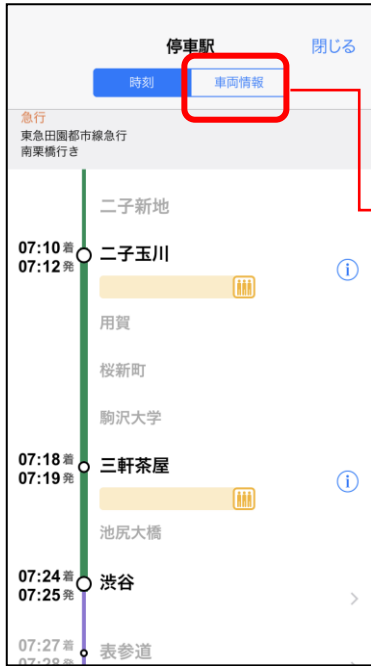 停車駅
閉じる
時刻
車両情報
急行
東急田園都市線急行
南栗橋行き
二子新地
07:10着
07:12発
二子玉川
用賀
桜新町
駒沢大学
07:18着
07:19発
三軒茶屋
池尻大橋
07:24着
07:25発
渋谷
07:27着
07:28発
表参道